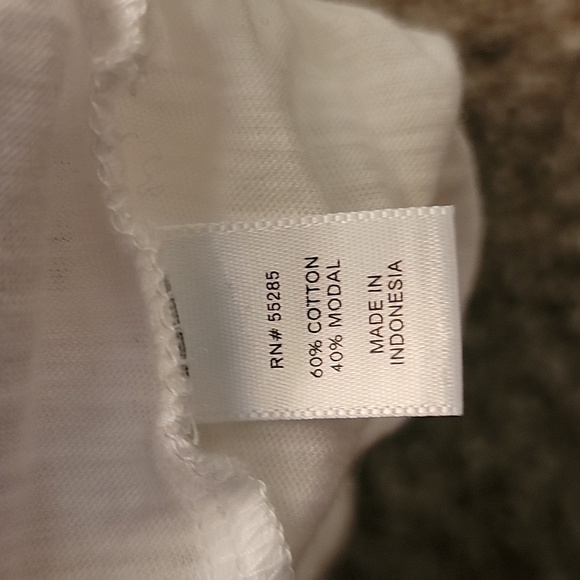 RN# 55285
60% COTTON
40% MODAL
MADE IN
INDONESIA